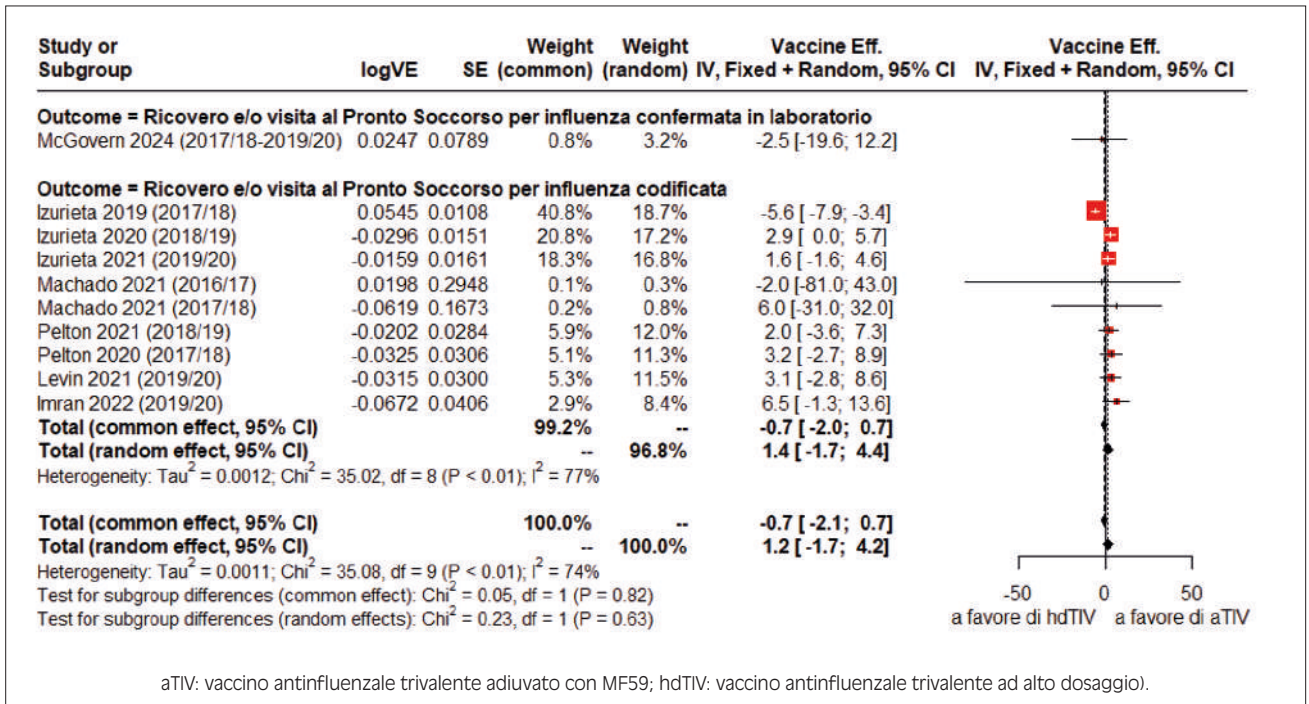 Study or Weight Weight Vaccine Eff. Vaccine Eff.
Subgroup logVE SE (common) (random) IV, Fixed + Random, 95% CI IV, Fixed + Random, 95% CI
Outcome = Ricovero e/o visita al Pronto Soccorso per influenza confermata in laboratorio
McGovern 2024 (2017/18-2019/20) 0.0247 0.0789 0.8% 3.2% -2.5 [-19.6; 12.2]
Outcome = Ricovero e/o visita al Pronto Soccorso per influenza codificata
Izurieta 2019 (2017/18) 0.0545 0.0108 40.8% 18.7% -5.6 [ -7.9; -3.4]
Izurieta 2020 (2018/19) -0.0296 0.0151 20.8% 17.2% 2.9 [ 0.0; 5.7]
Izurieta 2021 (2019/20) -0.0159 0.0161 18.3% 16.8% 1.6 [ -1.6; 4.6]
Machado 2021 (2016/17) 0.0198 0.2948 0.1% 0.3% -2.0 [-81.0; 43.0]
Machado 2021 (2017/18) -0.0619 0.1673 0.2% 0.8% 6.0 [-31.0; 32.0]
Pelton 2021 (2018/19) -0.0202 0.0284 5.9% 12.0% 2.0 [ -3.6; 7.3]
Pelton 2020 (2017/18) -0.0325 0.0306 5.1% 11.3% 3.2 [ -2.7; 8.9]
Levin 2021 (2019/20) -0.0315 0.0300 5.3% 11.5% 3.1 [ -2.8; 8.6]
Imran 2022 (2019/20) -0.0672 0.0406 2.9% 8.4% 6.5 [ -1.3; 13.6]
Total (common effect, 95% CI) 99.2% -- -0.7 [ -2.0; 0.7]
Total (random effect, 95% CI) -- 96.8% 1.4 [ -1.7; 4.4]
Heterogeneity: Tau² = 0.0012; Chi² = 35.02, df = 8 (P < 0.01); I² = 77%
Total (common effect, 95% CI) 100.0% -- -0.7 [ -2.1; 0.7]
Total (random effect, 95% CI) -- 100.0% 1.2 [ -1.7; 4.2]
Heterogeneity: Tau² = 0.0011; Chi² = 35.08, df = 9 (P < 0.01); I² = 74%
Test for subgroup differences (common effect): Chi² = 0.05, df = 1 (P = 0.82)
Test for subgroup differences (random effects): Chi² = 0.23, df = 1 (P = 0.63)
-50 0 50
a favore di hdTIV a favore di aTIV
aTIV: vaccino antinfluenzale trivalente adiuvato con MF59; hdTIV: vaccino antinfluenzale trivalente ad alto dosaggio).